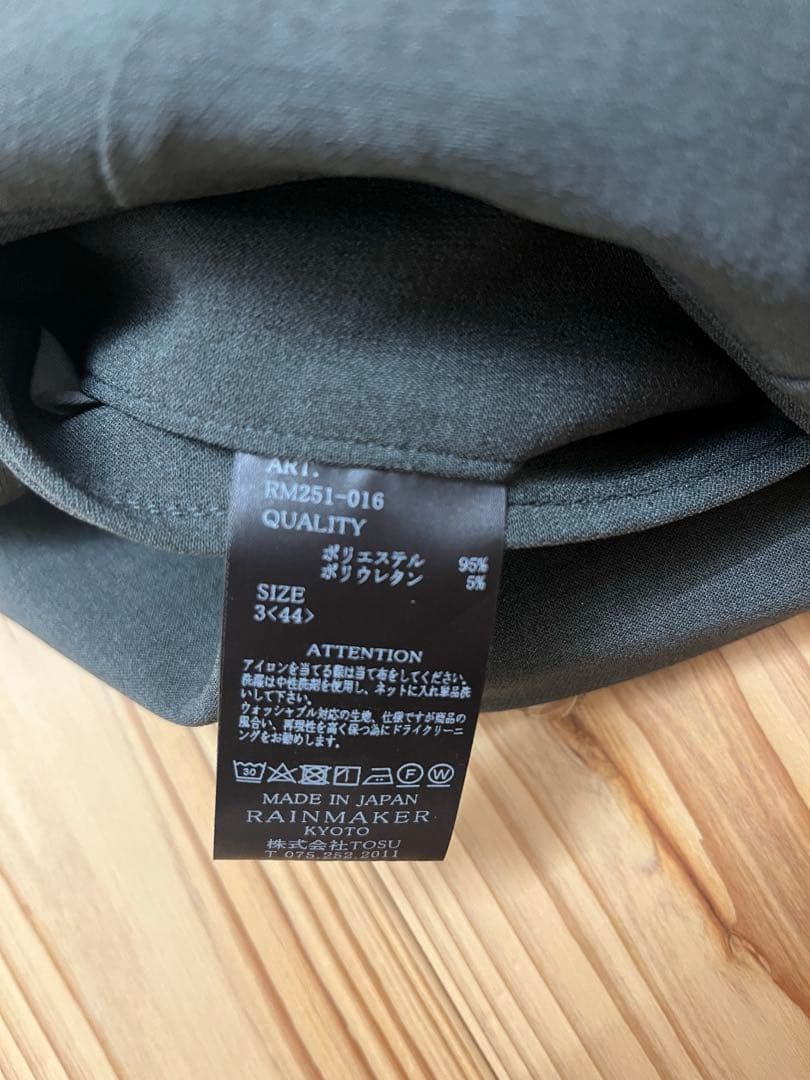 ART.
RM251-016
QUALITY
ポリエステル 95%
ポリウレタン 5%
SIZE
3<44>
ATTENTION
アイロンを当てる際は当て布をしてください。
洗濯は中性洗剤を使用し、ネットに入れ単品洗
いして下さい。
ウォッシャブル対応の生地、仕様ですが商品の
風合い、再現性を高く保つ為にドライクリーニ
ングをお勧めします。
30 F W
MADE IN JAPAN
RAINMAKER
KYOTO
株式会社TOSU
T 075.252.2011